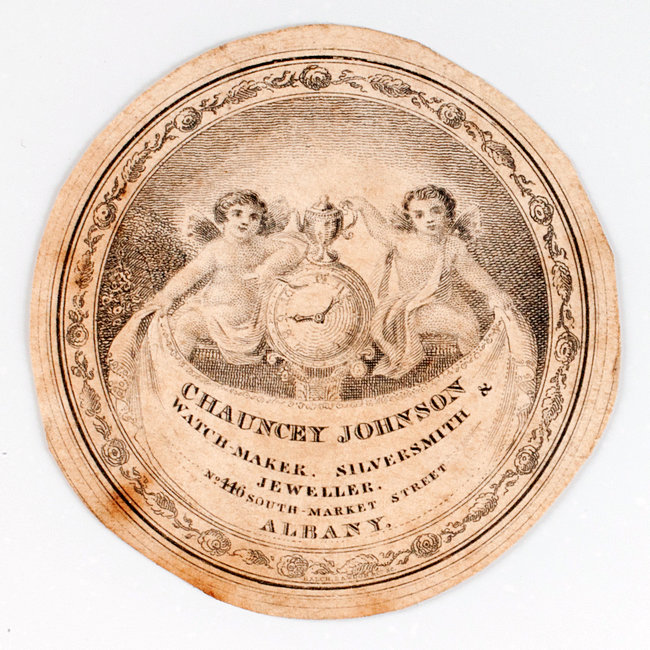 CHAUNCEY JOHNSON
WATCH-MAKER. SILVERSMITH &
JEWELLER.
No. 446 SOUTH-MARKET STREET
ALBANY.